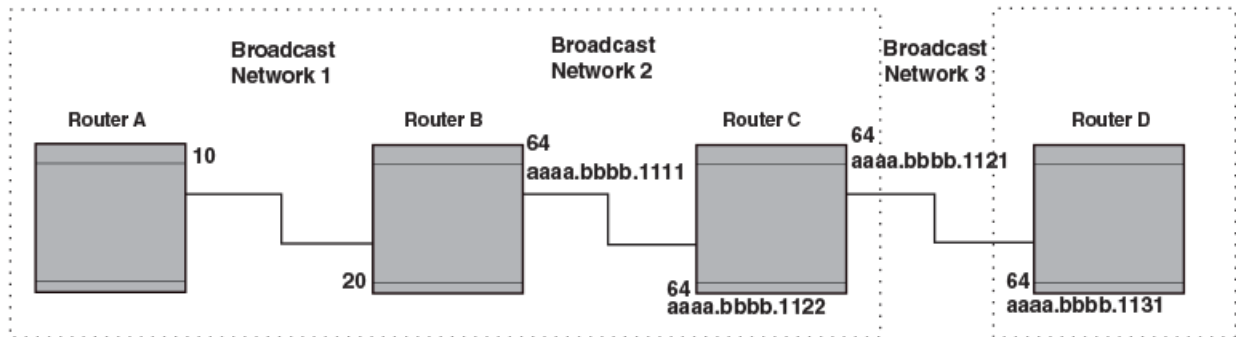 Broadcast
Network 1
Broadcast
Network 2
Broadcast
Network 3
Router A
Router B
Router C
Router D
10
64
aaaa.bbbb.1111
64
aaaa.bbbb.1121
20
64
aaaa.bbbb.1122
64
aaaa.bbbb.1131